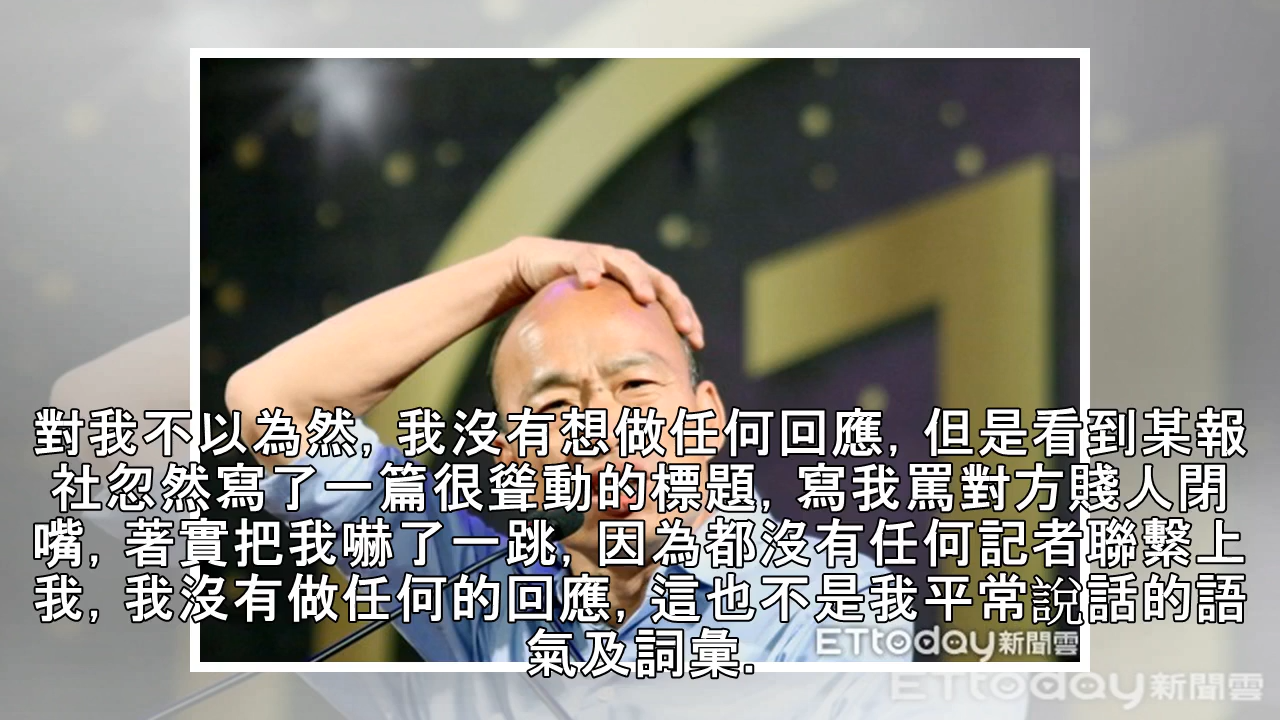 對我不以為然, 我沒有想做任何回應, 但是看到某報
社忽然寫了一篇很聳動的標題, 寫我罵對方賤人閉
嘴, 著實把我嚇了一跳, 因為都沒有任何記者聯繫上
我, 我沒有做任何的回應, 這也不是我平常說話的語
氣及詞彙.
ETtoday新聞雲
ETtoday新聞雲